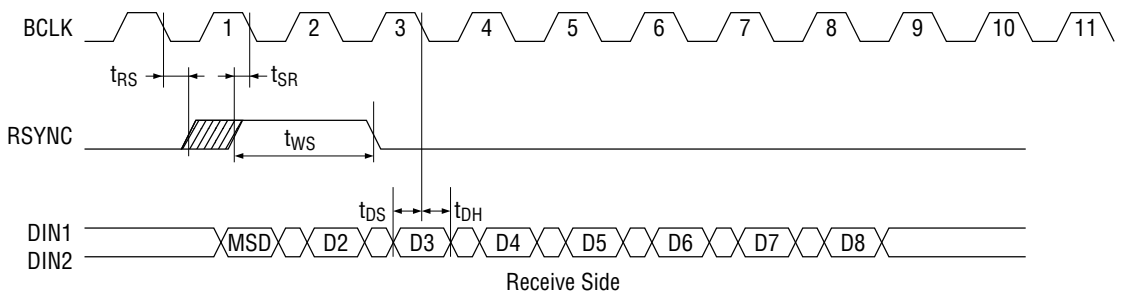 BCLK 1 2 3 4 5 6 7 8 9 10 11
tRS tSR
RSYNC
tWS
tDS tDH
DIN1
DIN2
MSD D2 D3 D4 D5 D6 D7 D8
Receive Side